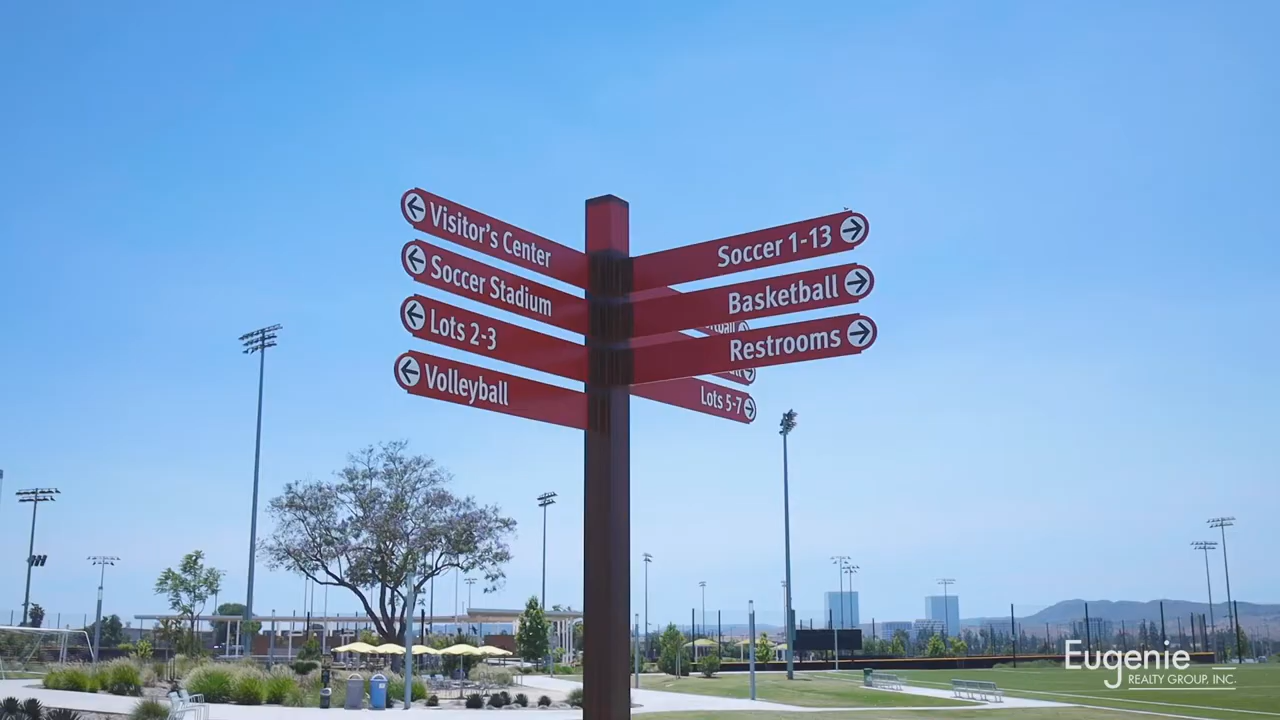 Visitor's Center
Soccer Stadium
Lots 2-3
Volleyball
Soccer 1-13
Basketball
Restrooms
Lots 5-7
Eugenie
REALTY GROUP, INC.